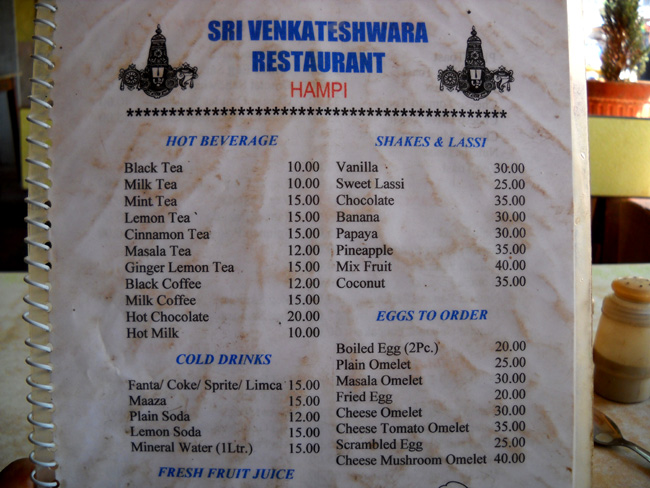 SRI VENKATESHWARA
RESTAURANT
HAMPI
**************************************************
HOT BEVERAGE
Black Tea 10.00
Milk Tea 10.00
Mint Tea 15.00
Lemon Tea 15.00
Cinnamon Tea 15.00
Masala Tea 12.00
Ginger Lemon Tea 15.00
Black Coffee 12.00
Milk Coffee 15.00
Hot Chocolate 20.00
Hot Milk 10.00
COLD DRINKS
Fanta/ Coke/ Sprite/ Limca 15.00
Maaza 15.00
Plain Soda 12.00
Lemon Soda 15.00
Mineral Water (1Ltr.) 15.00
FRESH FRUIT JUICE
SHAKES & LASSI
Vanilla 30.00
Sweet Lassi 25.00
Chocolate 35.00
Banana 30.00
Papaya 30.00
Pineapple 35.00
Mix Fruit 40.00
Coconut 35.00
EGGS TO ORDER
Boiled Egg (2Pc.) 20.00
Plain Omelet 25.00
Masala Omelet 30.00
Fried Egg 20.00
Cheese Omelet 30.00
Cheese Tomato Omelet 35.00
Scrambled Egg 25.00
Cheese Mushroom Omelet 40.00